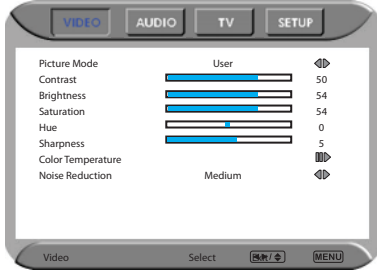 VIDEO AUDIO TV SETUP
Picture Mode User
Contrast 50
Brightness 54
Saturation 54
Hue 0
Sharpness 5
Color Temperature
Noise Reduction Medium
Video Select MENU